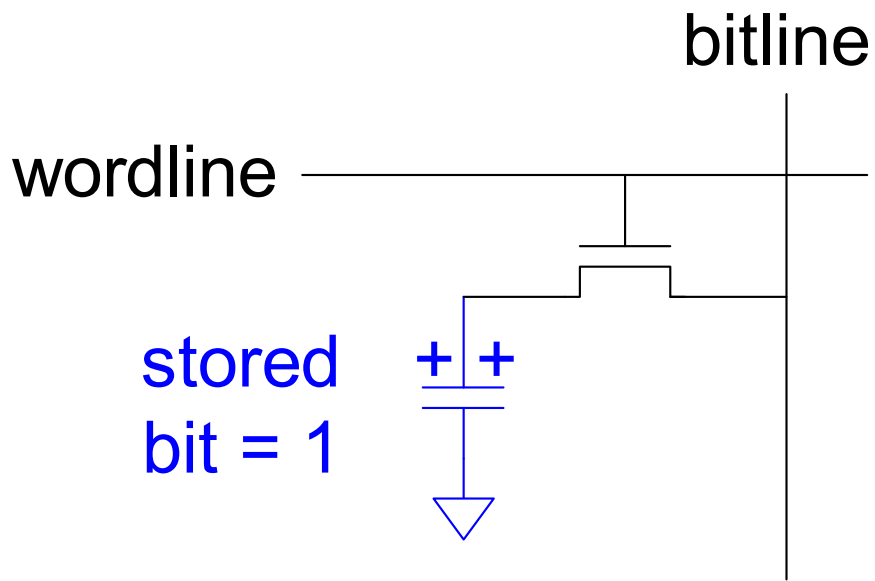 bitline
wordline
stored
+ +
bit = 1